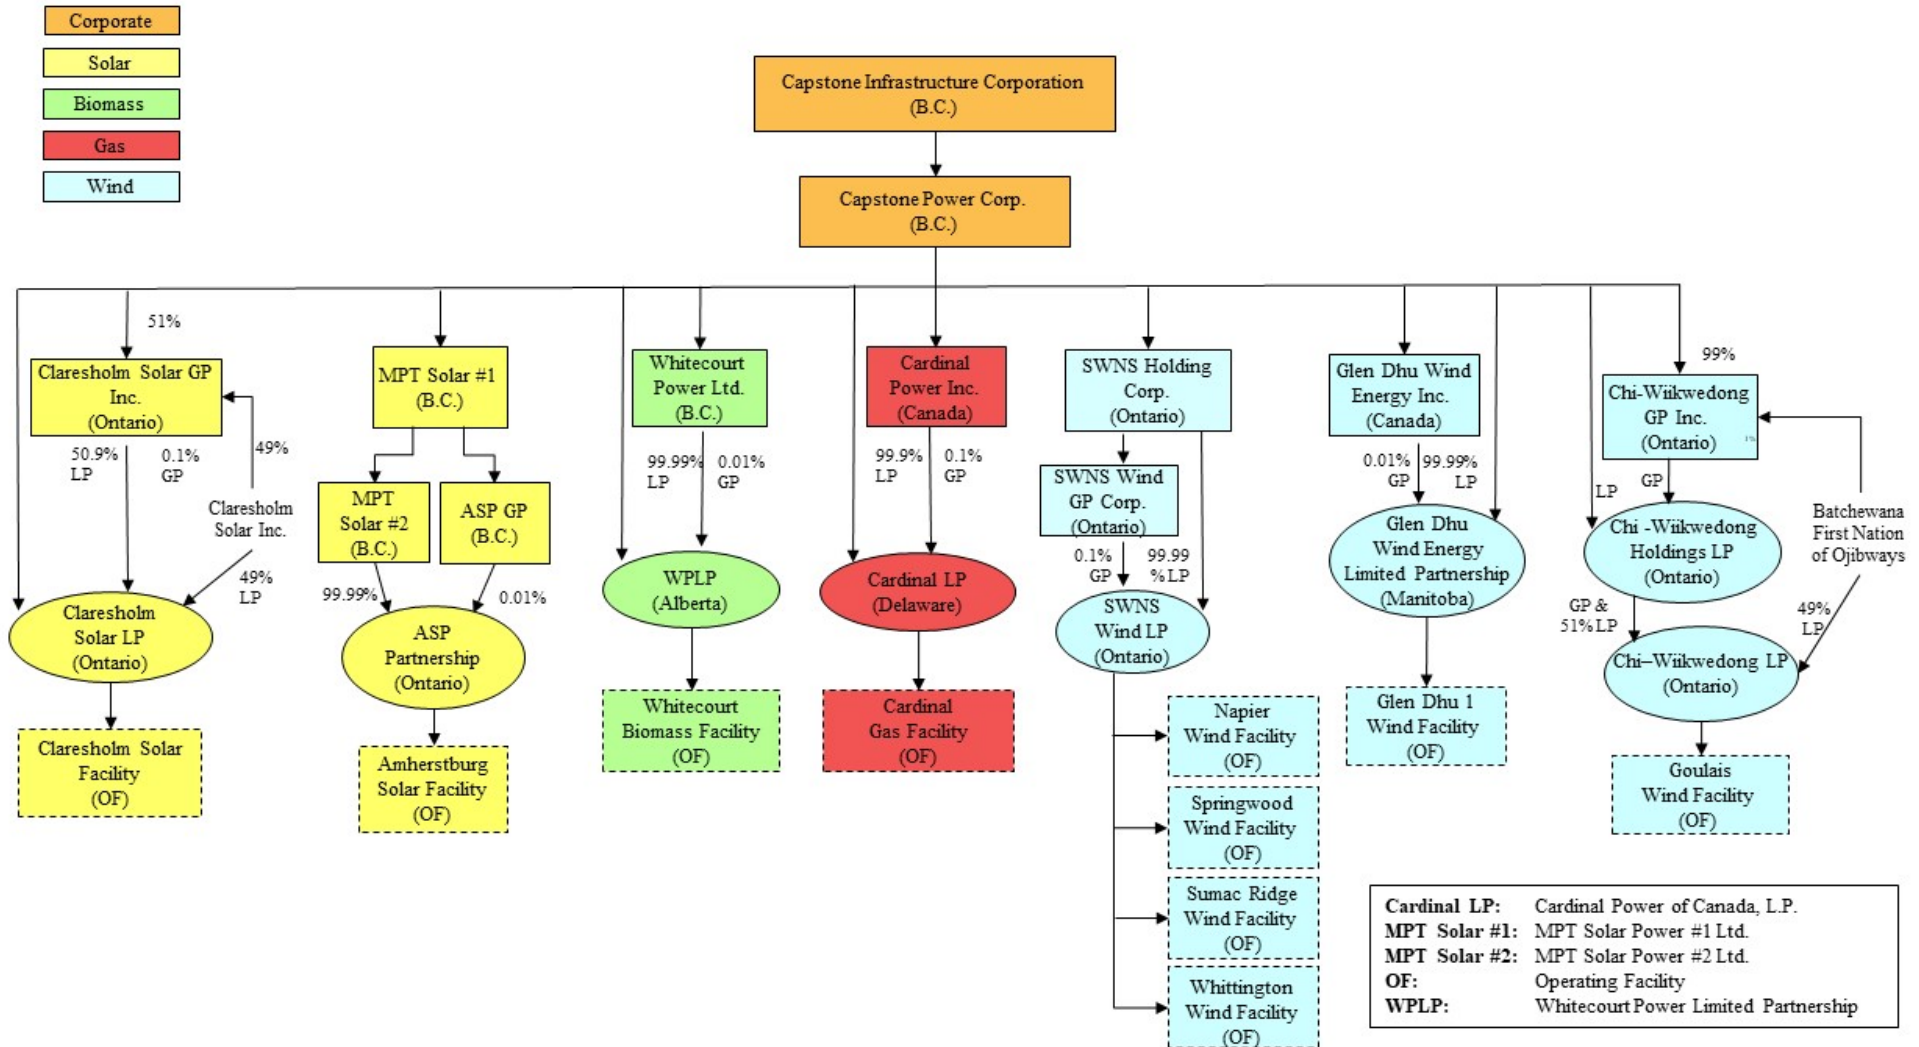 Corporate
Solar
Biomass
Gas
Wind
Capstone Infrastructure Corporation
(B.C.)
Capstone Power Corp.
(B.C.)
51%
Claresholm Solar GP
Inc.
(Ontario)
50.9%
LP
0.1%
GP
49%
Claresholm
Solar Inc.
49%
LP
Claresholm
Solar LP
(Ontario)
Claresholm Solar
Facility
(OF)
MPT Solar #1
(B.C.)
MPT
Solar #2
(B.C.)
ASP GP
(B.C.)
99.99%
0.01%
ASP
Partnership
(Ontario)
Amherstburg
Solar Facility
(OF)
Whitecourt
Power Ltd.
(B.C.)
99.99%
LP
0.01%
GP
WPLP
(Alberta)
Whitecourt
Biomass Facility
(OF)
Cardinal
Power Inc.
(Canada)
99.9%
LP
0.1%
GP
Cardinal LP
(Delaware)
Cardinal
Gas Facility
(OF)
SWNS Holding
Corp.
(Ontario)
SWNS Wind
GP Corp.
(Ontario)
0.1%
GP
99.99
% LP
SWNS
Wind LP
(Ontario)
Napier
Wind Facility
(OF)
Springwood
Wind Facility
(OF)
Sumac Ridge
Wind Facility
(OF)
Whittington
Wind Facility
(OF)
Glen Dhu Wind
Energy Inc.
(Canada)
0.01%
GP
99.99%
LP
Glen Dhu
Wind Energy
Limited Partnership
(Manitoba)
Glen Dhu 1
Wind Facility
(OF)
99%
Chi-Wiikwedong
GP Inc.
(Ontario)
1%
LP
GP
Chi -Wiikwedong
Holdings LP
(Ontario)
Batchewana
First Nation
of Ojibways
GP &
51% LP
49%
LP
Chi–Wiikwedong LP
(Ontario)
Goulais
Wind Facility
(OF)
Cardinal LP: Cardinal Power of Canada, L.P.
MPT Solar #1: MPT Solar Power #1 Ltd.
MPT Solar #2: MPT Solar Power #2 Ltd.
OF: Operating Facility
WPLP: Whitecourt Power Limited Partnership